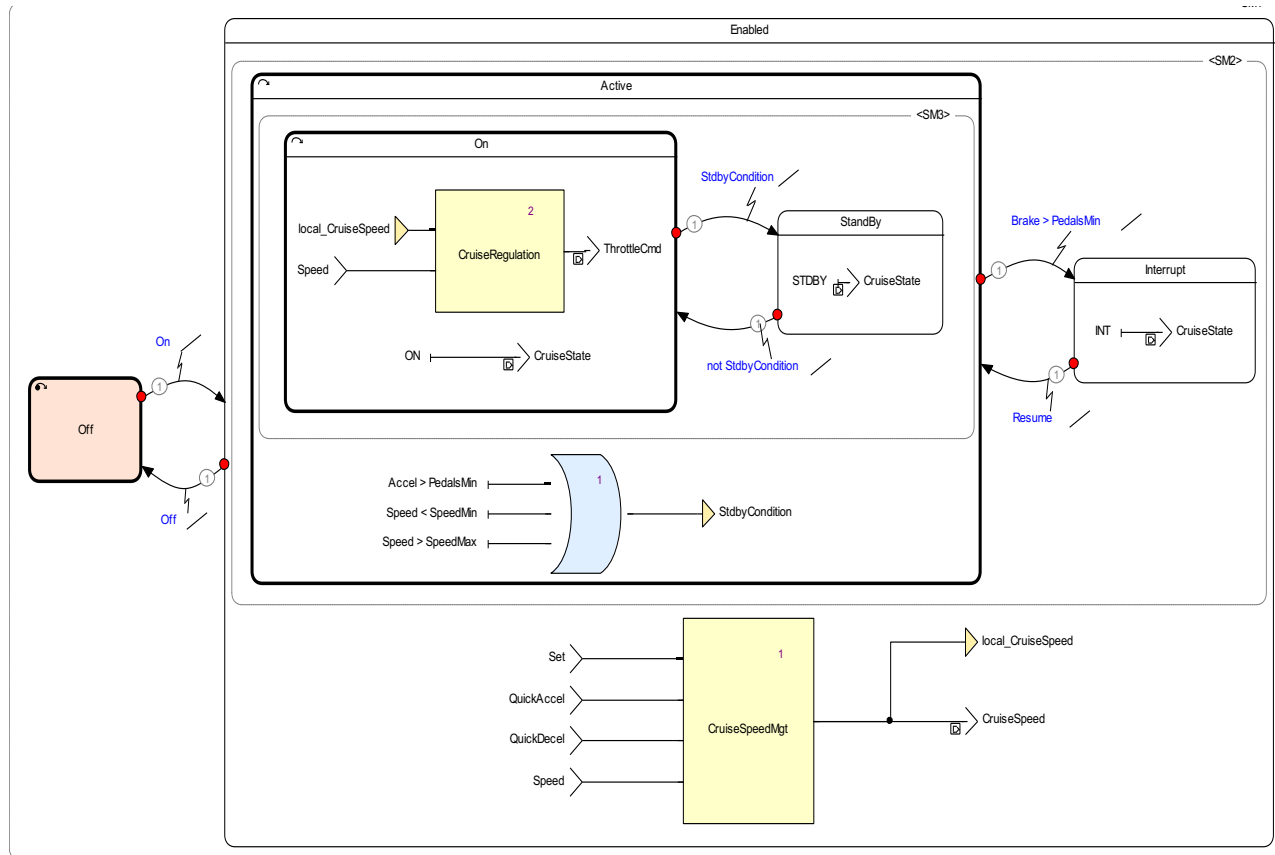 Enabled
<SM2>
Active
<SM3>
On
2
local_CruiseSpeed
CruiseRegulation
ThrottleCmd
Speed
D
ON
CruiseState
D
StdbyCondition
1
StandBy
STDBY
CruiseState
D
1
not StdbyCondition
Brake > PedalsMin
1
Interrupt
INT
CruiseState
D
1
Resume
On
1
Off
1
Off
1
Accel > PedalsMin
Speed < SpeedMin
Speed > SpeedMax
StdbyCondition
Set
QuickAccel
QuickDecel
Speed
1
CruiseSpeedMgt
local_CruiseSpeed
CruiseSpeed
D